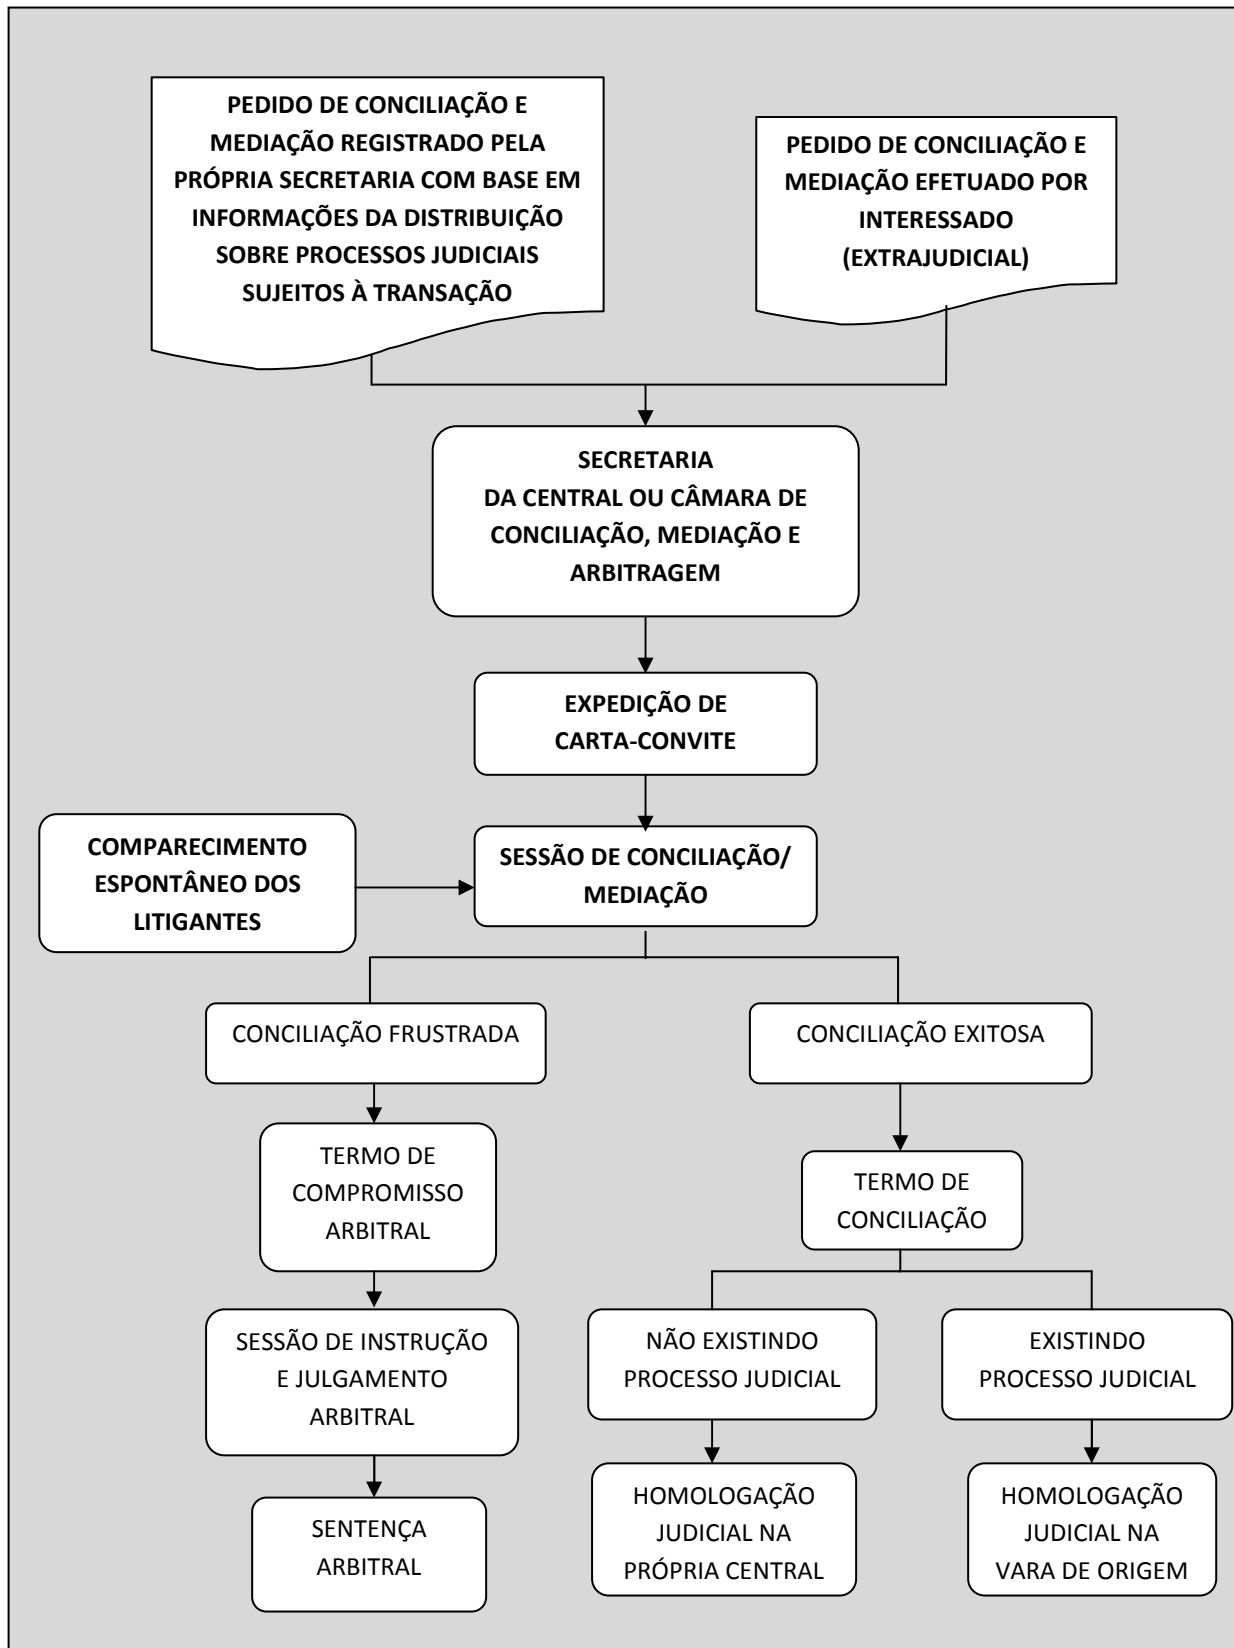 PEDIDO DE CONCILIAÇÃO E
MEDIAÇÃO REGISTRADO PELA
PRÓPRIA SECRETARIA COM BASE EM
INFORMAÇÕES DA DISTRIBUIÇÃO
SOBRE PROCESSOS JUDICIAIS
SUJEITOS À TRANSAÇÃO
PEDIDO DE CONCILIAÇÃO E
MEDIAÇÃO EFETUADO POR
INTERESSADO
(EXTRAJUDICIAL)
SECRETARIA
DA CENTRAL OU CÂMARA DE
CONCILIAÇÃO, MEDIAÇÃO E
ARBITRAGEM
EXPEDIÇÃO DE
CARTA-CONVITE
COMPARECIMENTO
ESPONTÂNEO DOS
LITIGANTES
SESSÃO DE CONCILIAÇÃO/
MEDIAÇÃO
CONCILIAÇÃO FRUSTRADA
CONCILIAÇÃO EXITOSA
TERMO DE
COMPROMISSO
ARBITRAL
TERMO DE
CONCILIAÇÃO
SESSÃO DE INSTRUÇÃO
E JULGAMENTO
ARBITRAL
NÃO EXISTINDO
PROCESSO JUDICIAL
EXISTINDO
PROCESSO JUDICIAL
SENTENÇA
ARBITRAL
HOMOLOGAÇÃO
JUDICIAL NA
PRÓPRIA CENTRAL
HOMOLOGAÇÃO
JUDICIAL NA
VARA DE ORIGEM